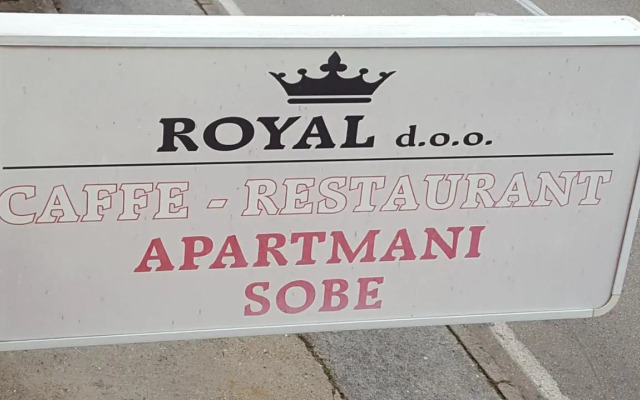 ROYAL d.o.o.
CAFFE - RESTAURANT
APARTMANI
SOBE